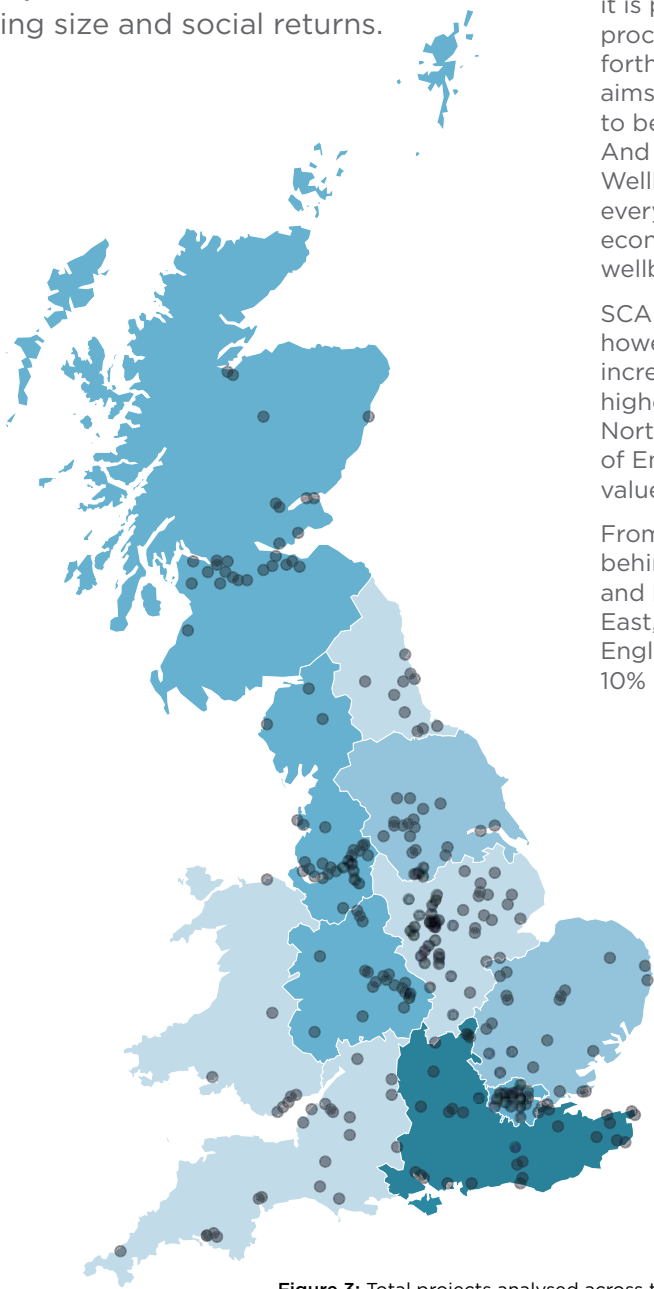 ing size and social returns.
it is p
proc
forth
aims
to be
And
Well
every
econ
wellb
SCA
howe
incre
highe
Nort
of En
value
From
behin
and
East,
Engl
10%
Figure 3: Total projects analysed across t